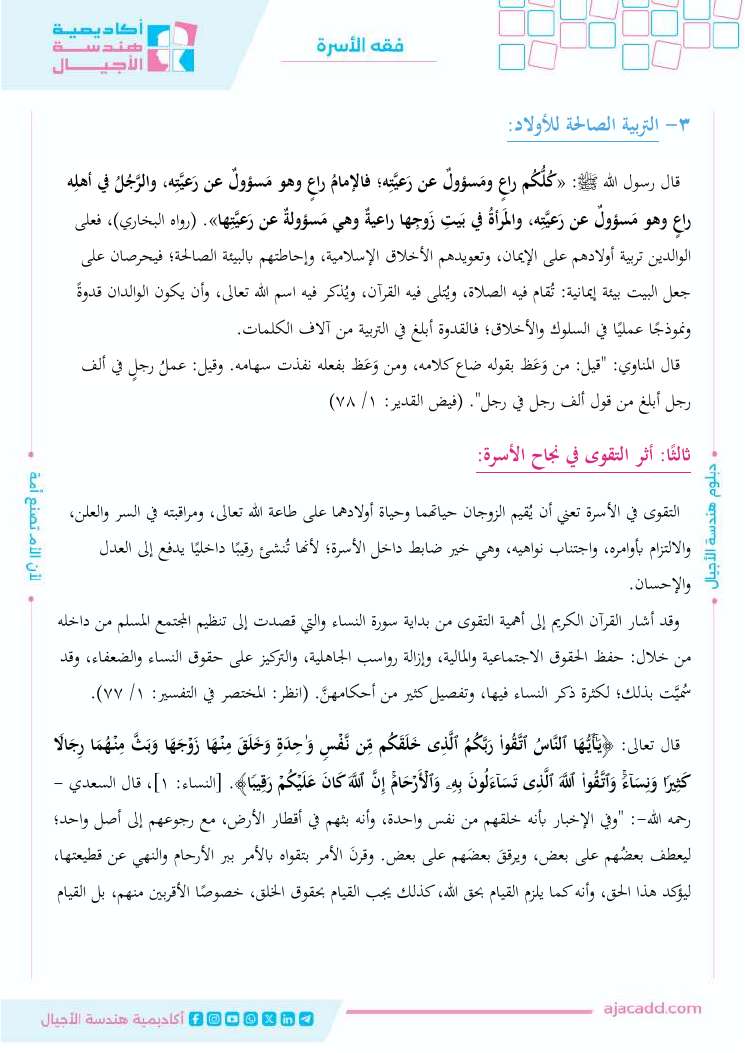 أكاديمية
هندسة
الأجيال
فقه الأسرة
٣- التربية الصالحة للأولاد:
قال رسول الله ﷺ: «كُلُّكُم راعٍ ومَسؤولٌ عن رَعيَّتِه؛ فالإمامُ راعٍ وهو مَسؤولٌ عن رَعيَّتِه، والرَّجُلُ في أهلِه
راعٍ وهو مَسؤولٌ عن رَعيَّتِه، والمَرأةُ في بَيتِ زَوجِها راعيةٌ وهي مَسؤولةٌ عن رَعيَّتِها». (رواه البخاري)، فعلى
الوالدين تربية أولادهم على الإيمان، وتعويدهم الأخلاق الإسلامية، وإحاطتهم بالبيئة الصالحة؛ فيحرصان على
جعل البيت بيئة إيمانية: تُقام فيه الصلاة، ويُتلى فيه القرآن، ويُذكر فيه اسم الله تعالى، وأن يكون الوالدان قدوةً
ونموذجًا عمليًا في السلوك والأخلاق؛ فالقدوة أبلغ في التربية من آلاف الكلمات.
قال المناوي: "قيل: من وَعَظ بقوله ضاع كلامه، ومن وَعَظ بفعله نفذت سهامه. وقيل: عملُ رجلٍ في ألف
رجل أبلغ من قول ألف رجل في رجل". (فيض القدير: ١/ ٧٨)
ثالثًا: أثر التقوى في نجاح الأسرة:
التقوى في الأسرة تعني أن يُقيم الزوجان حياتهما وحياة أولادهما على طاعة الله تعالى، ومراقبته في السر والعلن،
والالتزام بأوامره، واجتناب نواهيه، وهي خير ضابط داخل الأسرة؛ لأنها تُنشئ رقيبًا داخليًا يدفع إلى العدل
والإحسان.
وقد أشار القرآن الكريم إلى أهمية التقوى من بداية سورة النساء والتي قصدت إلى تنظيم المجتمع المسلم من داخله
من خلال: حفظ الحقوق الاجتماعية والمالية، وإزالة رواسب الجاهلية، والتركيز على حقوق النساء والضعفاء، وقد
سُميَّت بذلك؛ لكثرة ذكر النساء فيها، وتفصيل كثير من أحكامهنَّ. (انظر: المختصر في التفسير: ١/ ٧٧).
قال تعالى: ﴿يَٰٓأَيُّهَا ٱلنَّاسُ ٱتَّقُواْ رَبَّكُمُ ٱلَّذِى خَلَقَكُم مِّن نَّفْسٍ وَٰحِدَةٍ وَخَلَقَ مِنْهَا زَوْجَهَا وَبَثَّ مِنْهُمَا رِجَالًا
كَثِيرًا وَنِسَآءً ۚ وَٱتَّقُواْ ٱللَّهَ ٱلَّذِى تَسَآءَلُونَ بِهِۦ وَٱلْأَرْحَامَ ۚ إِنَّ ٱللَّهَ كَانَ عَلَيْكُمْ رَقِيبًا﴾. [النساء: ١]، قال السعدي -
رحمه الله-: "وفي الإخبار بأنه خلقهم من نفس واحدة، وأنه بثهم في أقطار الأرض، مع رجوعهم إلى أصل واحد؛
ليعطف بعضُهم على بعض، ويرققَ بعضَهم على بعض. وقرنَ الأمر بتقواه بالأمر ببر الأرحام والنهي عن قطيعتها،
ليؤكد هذا الحق، وأنه كما يلزم القيام بحق الله، كذلك يجب القيام بحقوق الخلق، خصوصًا الأقربين منهم، بل القيام
دبلوم هندسة الأجيال
لأن الأم تصنع أمة
أكاديمية هندسة الأجيال
ajacadd.com